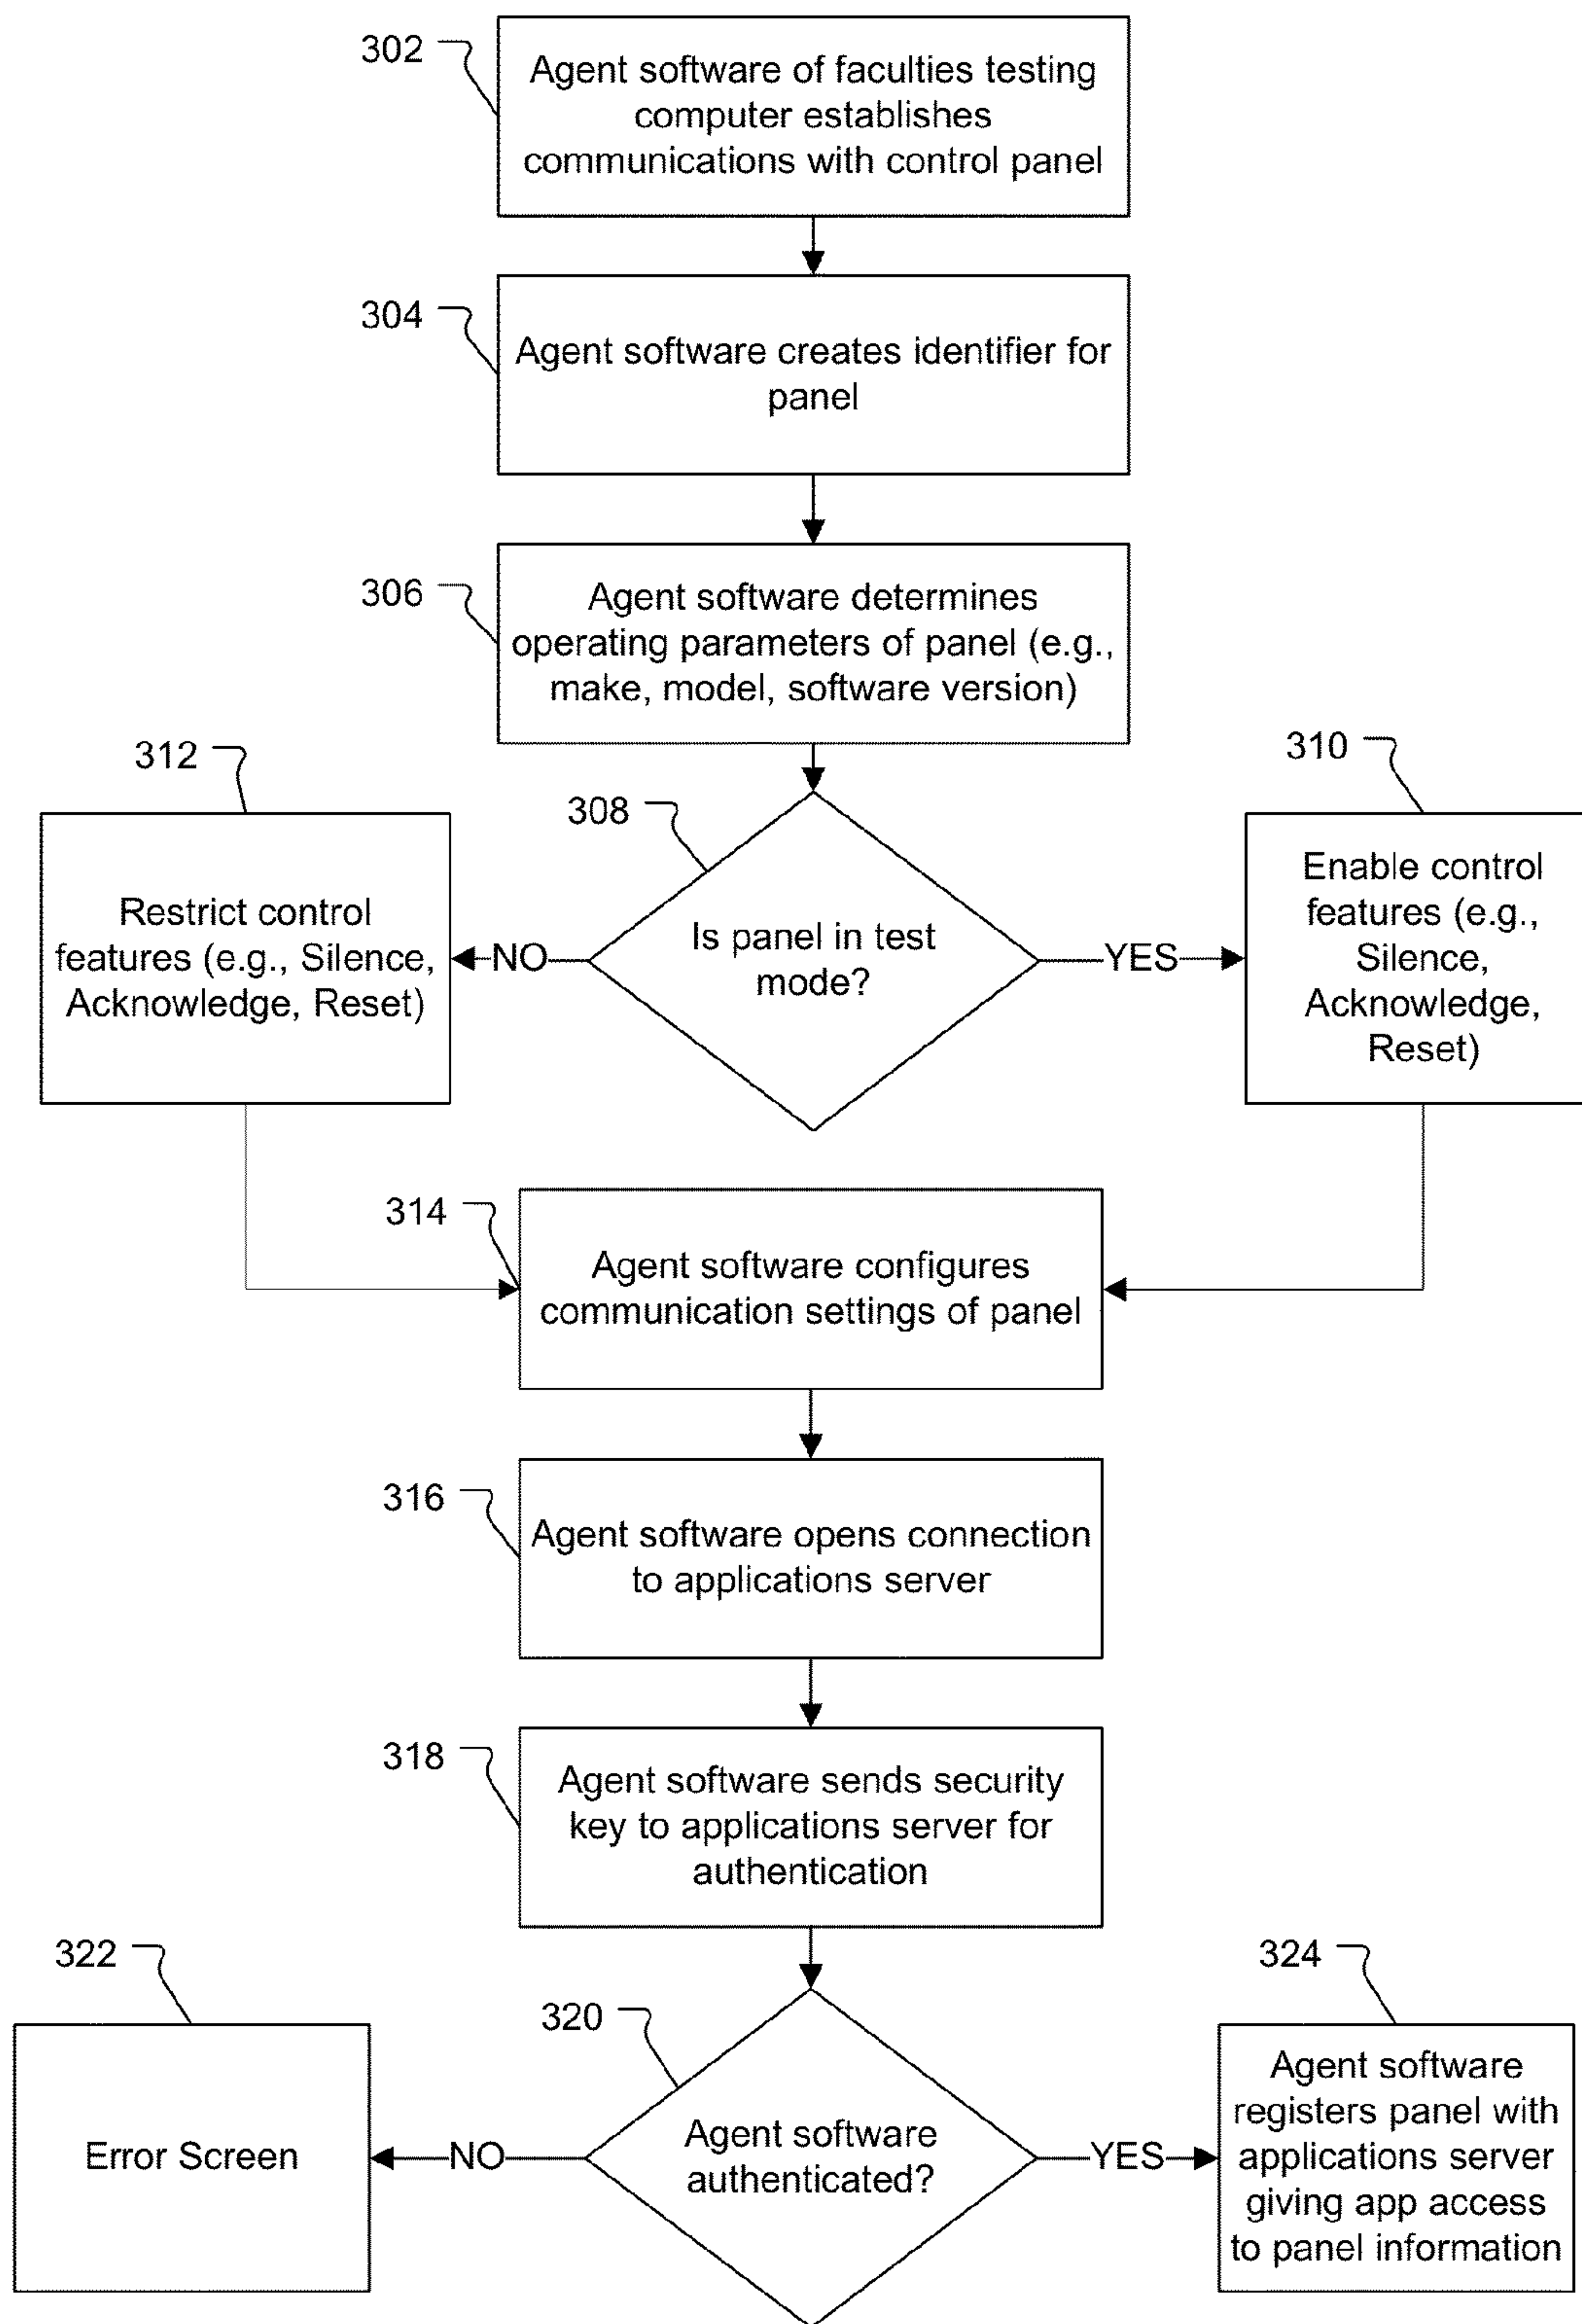 302
Agent software of faculties testing
computer establishes
communications with control panel
304
Agent software creates identifier for
panel
306
Agent software determines
operating parameters of panel (e.g.,
make, model, software version)
312
310
308
Restrict control
features (e.g., Silence,
Acknowledge, Reset)
NO
Is panel in test
mode?
YES
Enable control
features (e.g.,
Silence,
Acknowledge,
Reset)
314
Agent software configures
communication settings of panel
316
Agent software opens connection
to applications server
318
Agent software sends security
key to applications server for
authentication
322
324
320
Error Screen
NO
Agent software
authenticated?
YES
Agent software
registers panel with
applications server
giving app access
to panel information